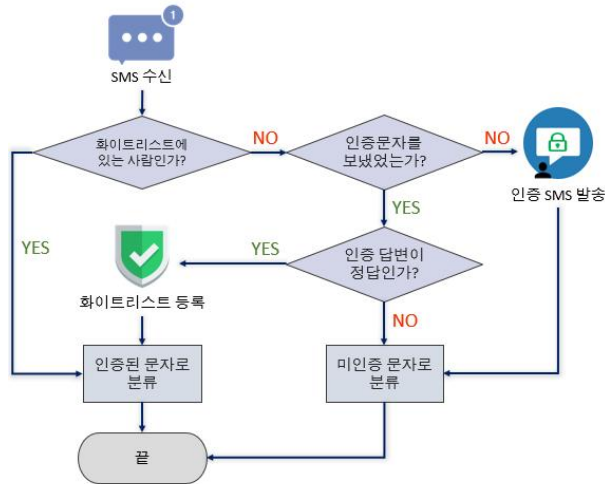 1
SMS 수신
화이트리스트에
있는 사람인가?
NO
인증문자를
보냈었는가?
NO
인증 SMS 발송
YES
YES
인증 답변이
정답인가?
YES
화이트리스트 등록
NO
인증된 문자로
분류
미인증 문자로
분류
끝